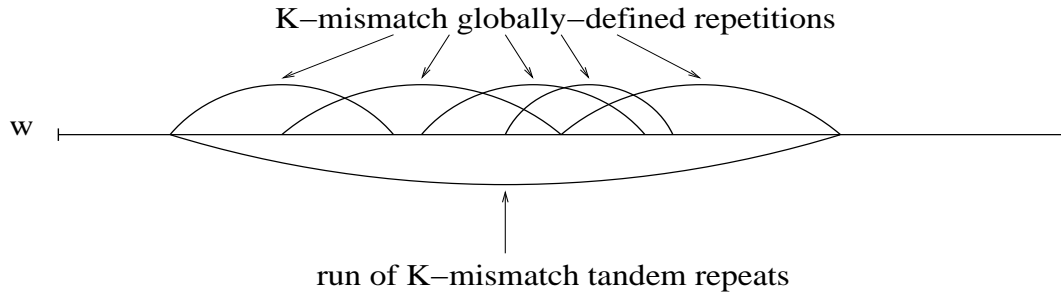 K−mismatch globally−defined repetitions
w
run of K−mismatch tandem repeats